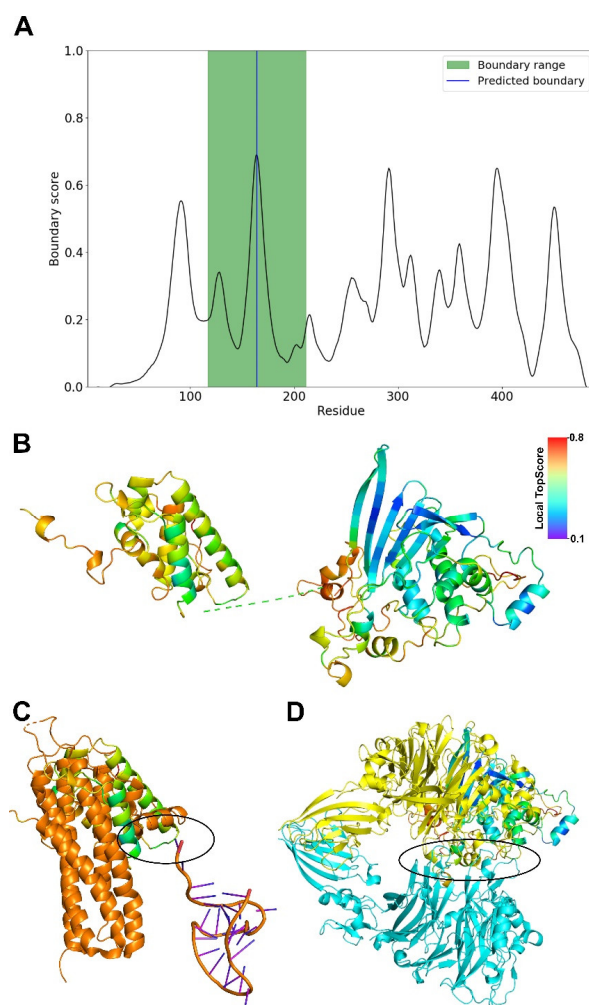 A
1.0
0.8
0.6
0.4
0.2
0.0
Boundary score
Boundary range
Predicted boundary
100
200
300
400
Residue
B
0.8
Local TopScore
0.1
C
D